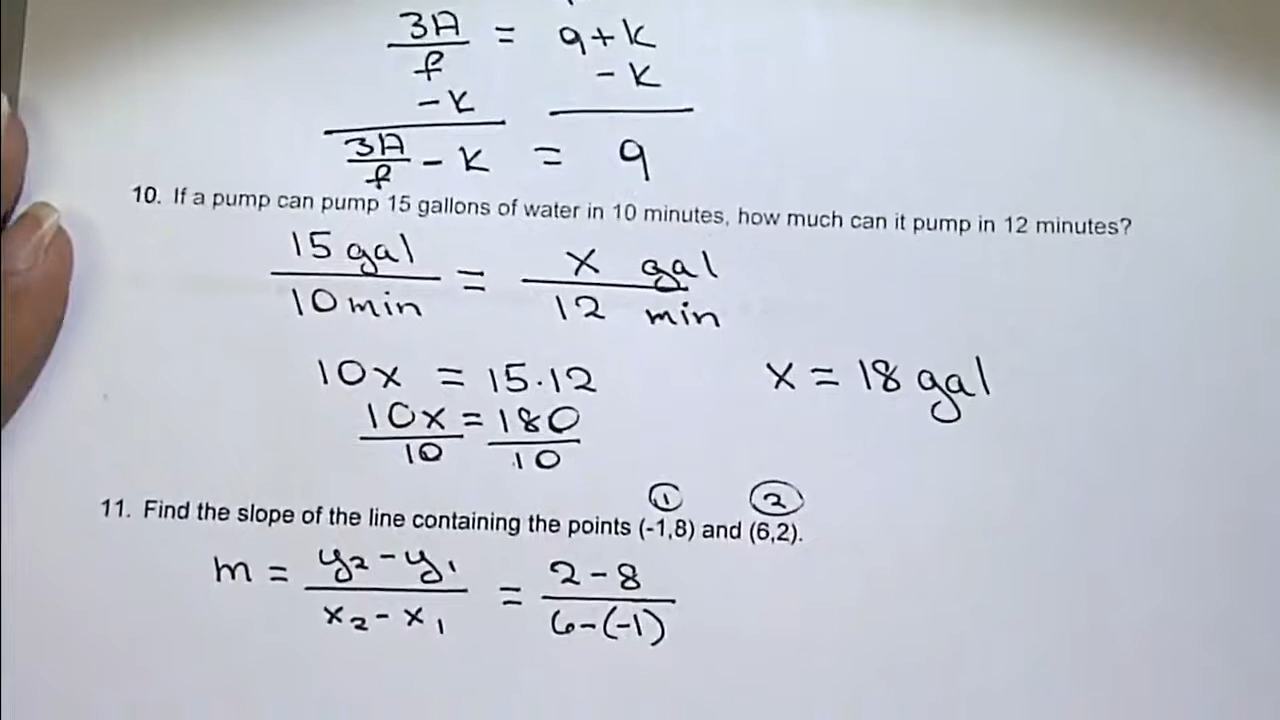 3A = 9+k
f
-k -k
3A/f - k = 9
10. If a pump can pump 15 gallons of water in 10 minutes, how much can it pump in 12 minutes?
15 gal = x gal
10 min 12 min
10x = 15·12 x = 18 gal
10x = 180
10 10
① ②
11. Find the slope of the line containing the points (-1,8) and (6,2).
m = y₂ - y₁ = 2 - 8
x₂ - x₁ 6-(-1)